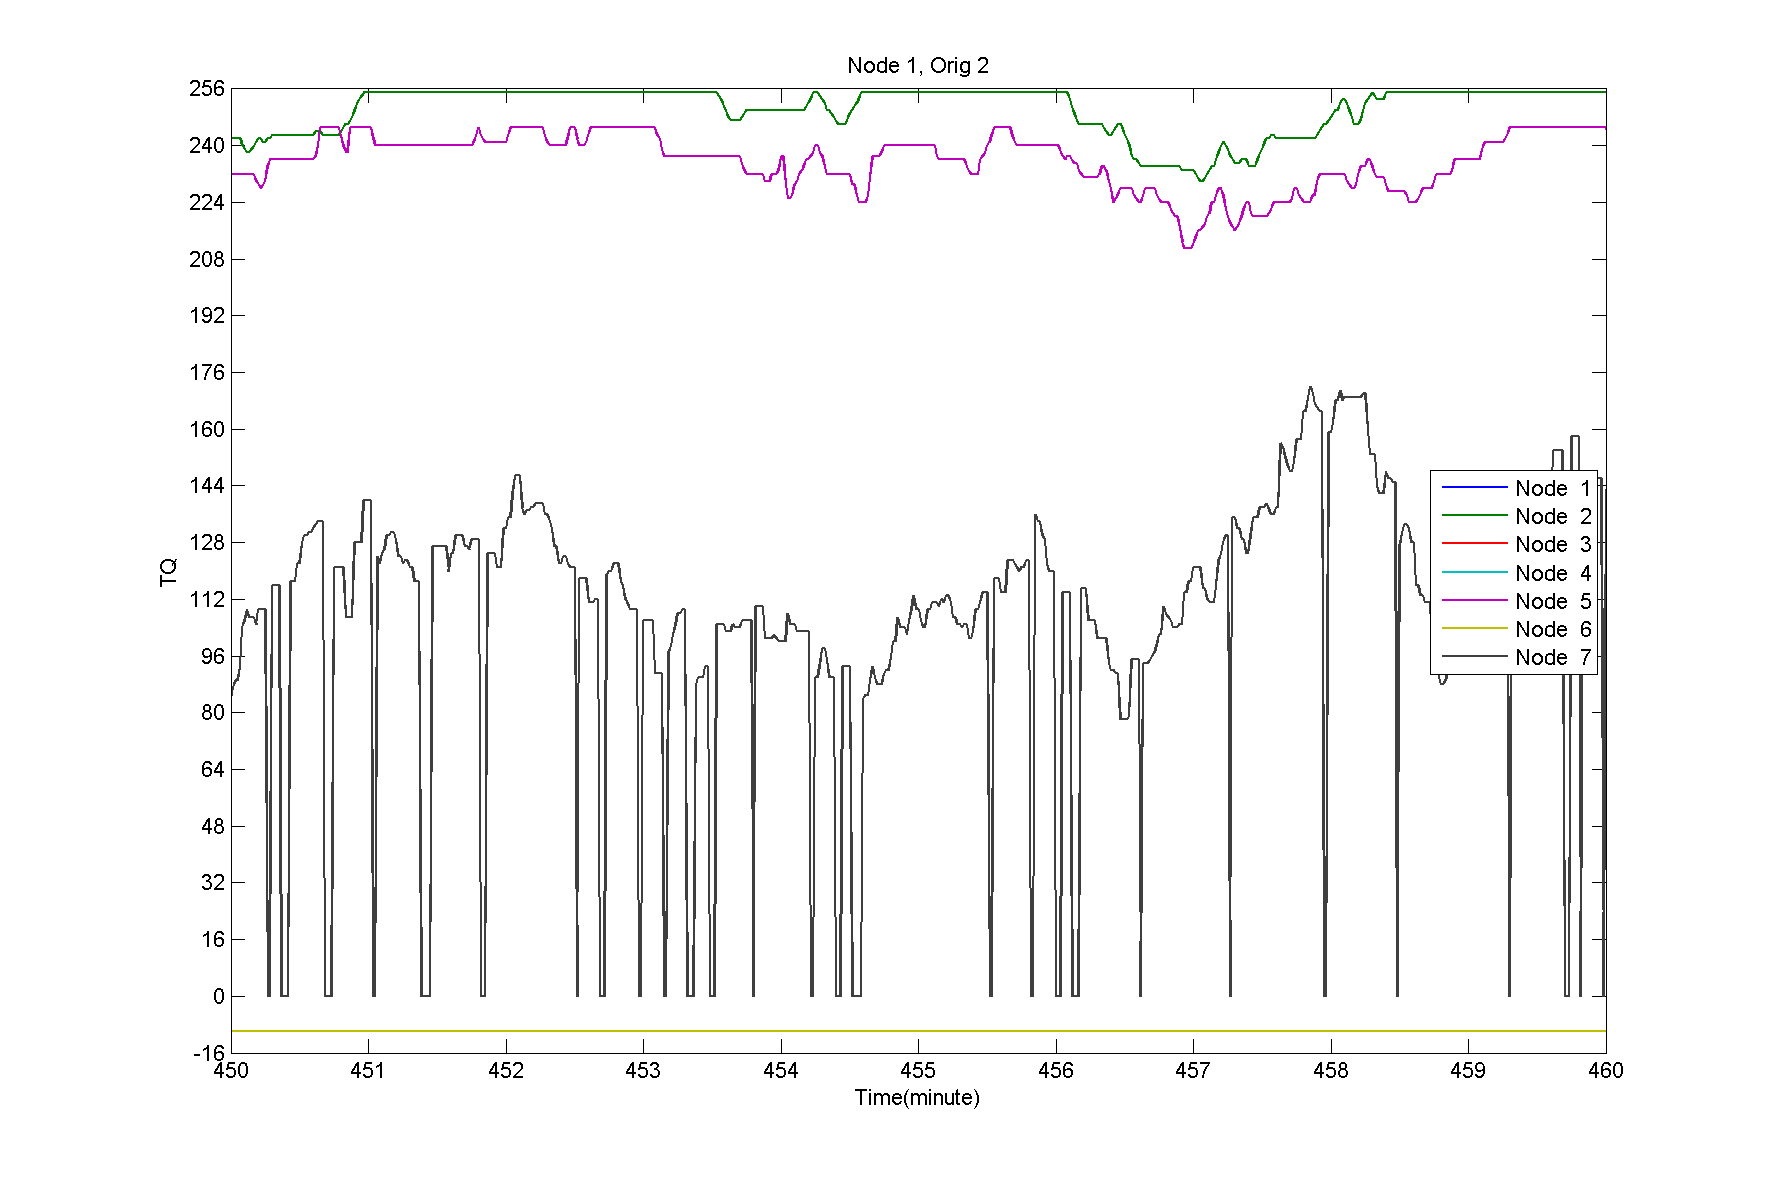 Node 1, Orig 2
256
240
224
208
192
176
160
144
128
112
96
80
64
48
32
16
0
-16
TQ
450 451 452 453 454 455 456 457 458 459 460
Time(minute)
Node 1
Node 2
Node 3
Node 4
Node 5
Node 6
Node 7